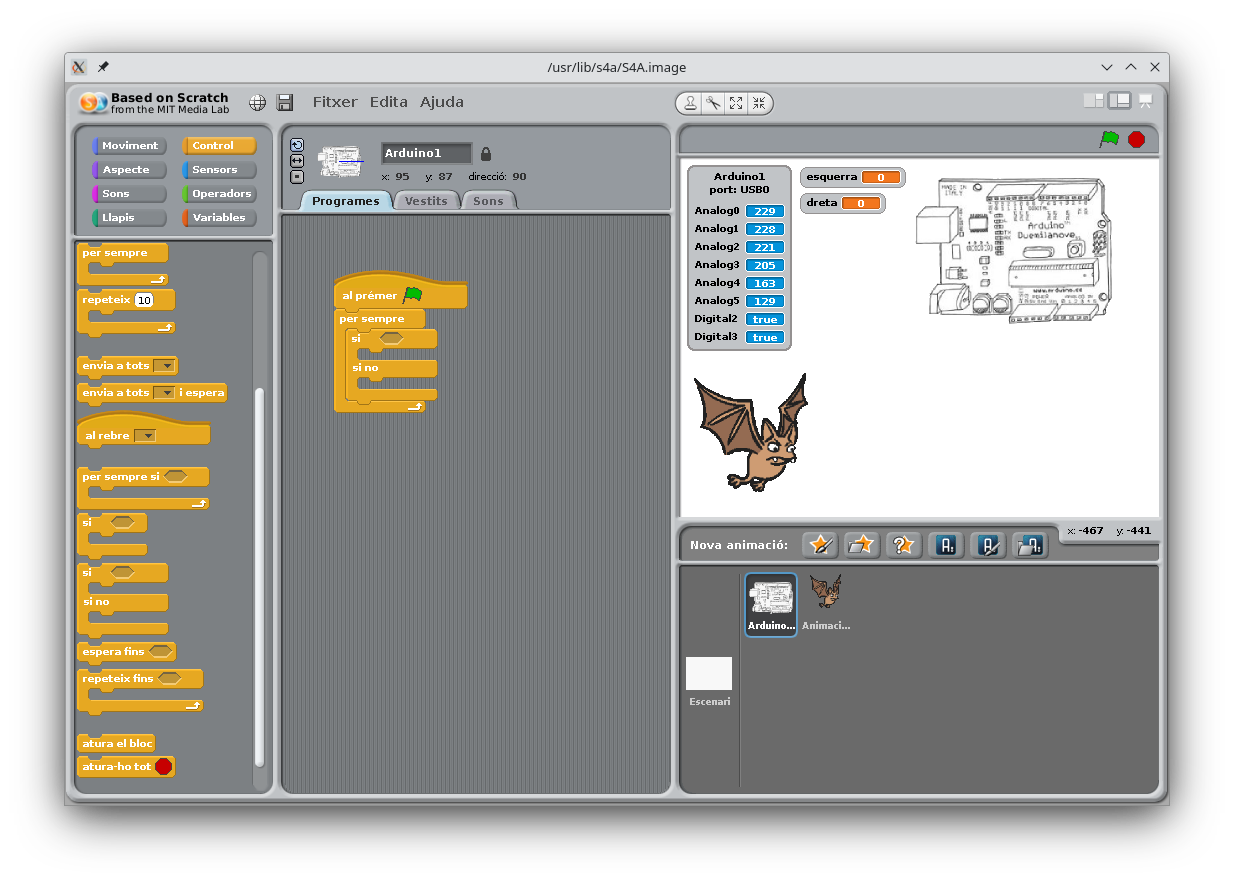 /usr/lib/s4a/S4A.image
Based on Scratch
from the MIT Media Lab
Fitxer Edita Ajuda
Moviment Control
Aspecte Sensors
Sons Operadors
Llapis Variables
per sempre
repeteix 10
envia a tots
envia a tots i espera
al rebre
per sempre si
si
si
si no
espera fins
repeteix fins
atura el bloc
atura-ho tot
Arduino1
x: 95 y: 87 direcció: 90
Programes Vestits Sons
al prémer
per sempre
si
si no
Arduino1
port: USB0
Analog0 229
Analog1 228
Analog2 221
Analog3 205
Analog4 163
Analog5 129
Digital2 true
Digital3 true
esquerra 0
dreta 0
MADE IN
ITALY
DIGITAL
Arduino
Duemilanove
www.arduino.cc
POWER
x: -467 y: -441
Nova animació:
Arduino...
Animaci...
Escenari